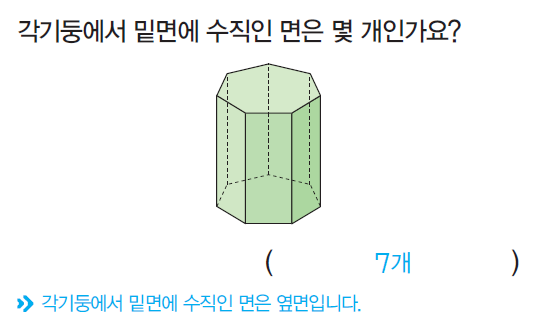 각기둥에서 밑면에 수직인 면은 몇 개인가요?
( 7개 )
각기둥에서 밑면에 수직인 면은 옆면입니다.